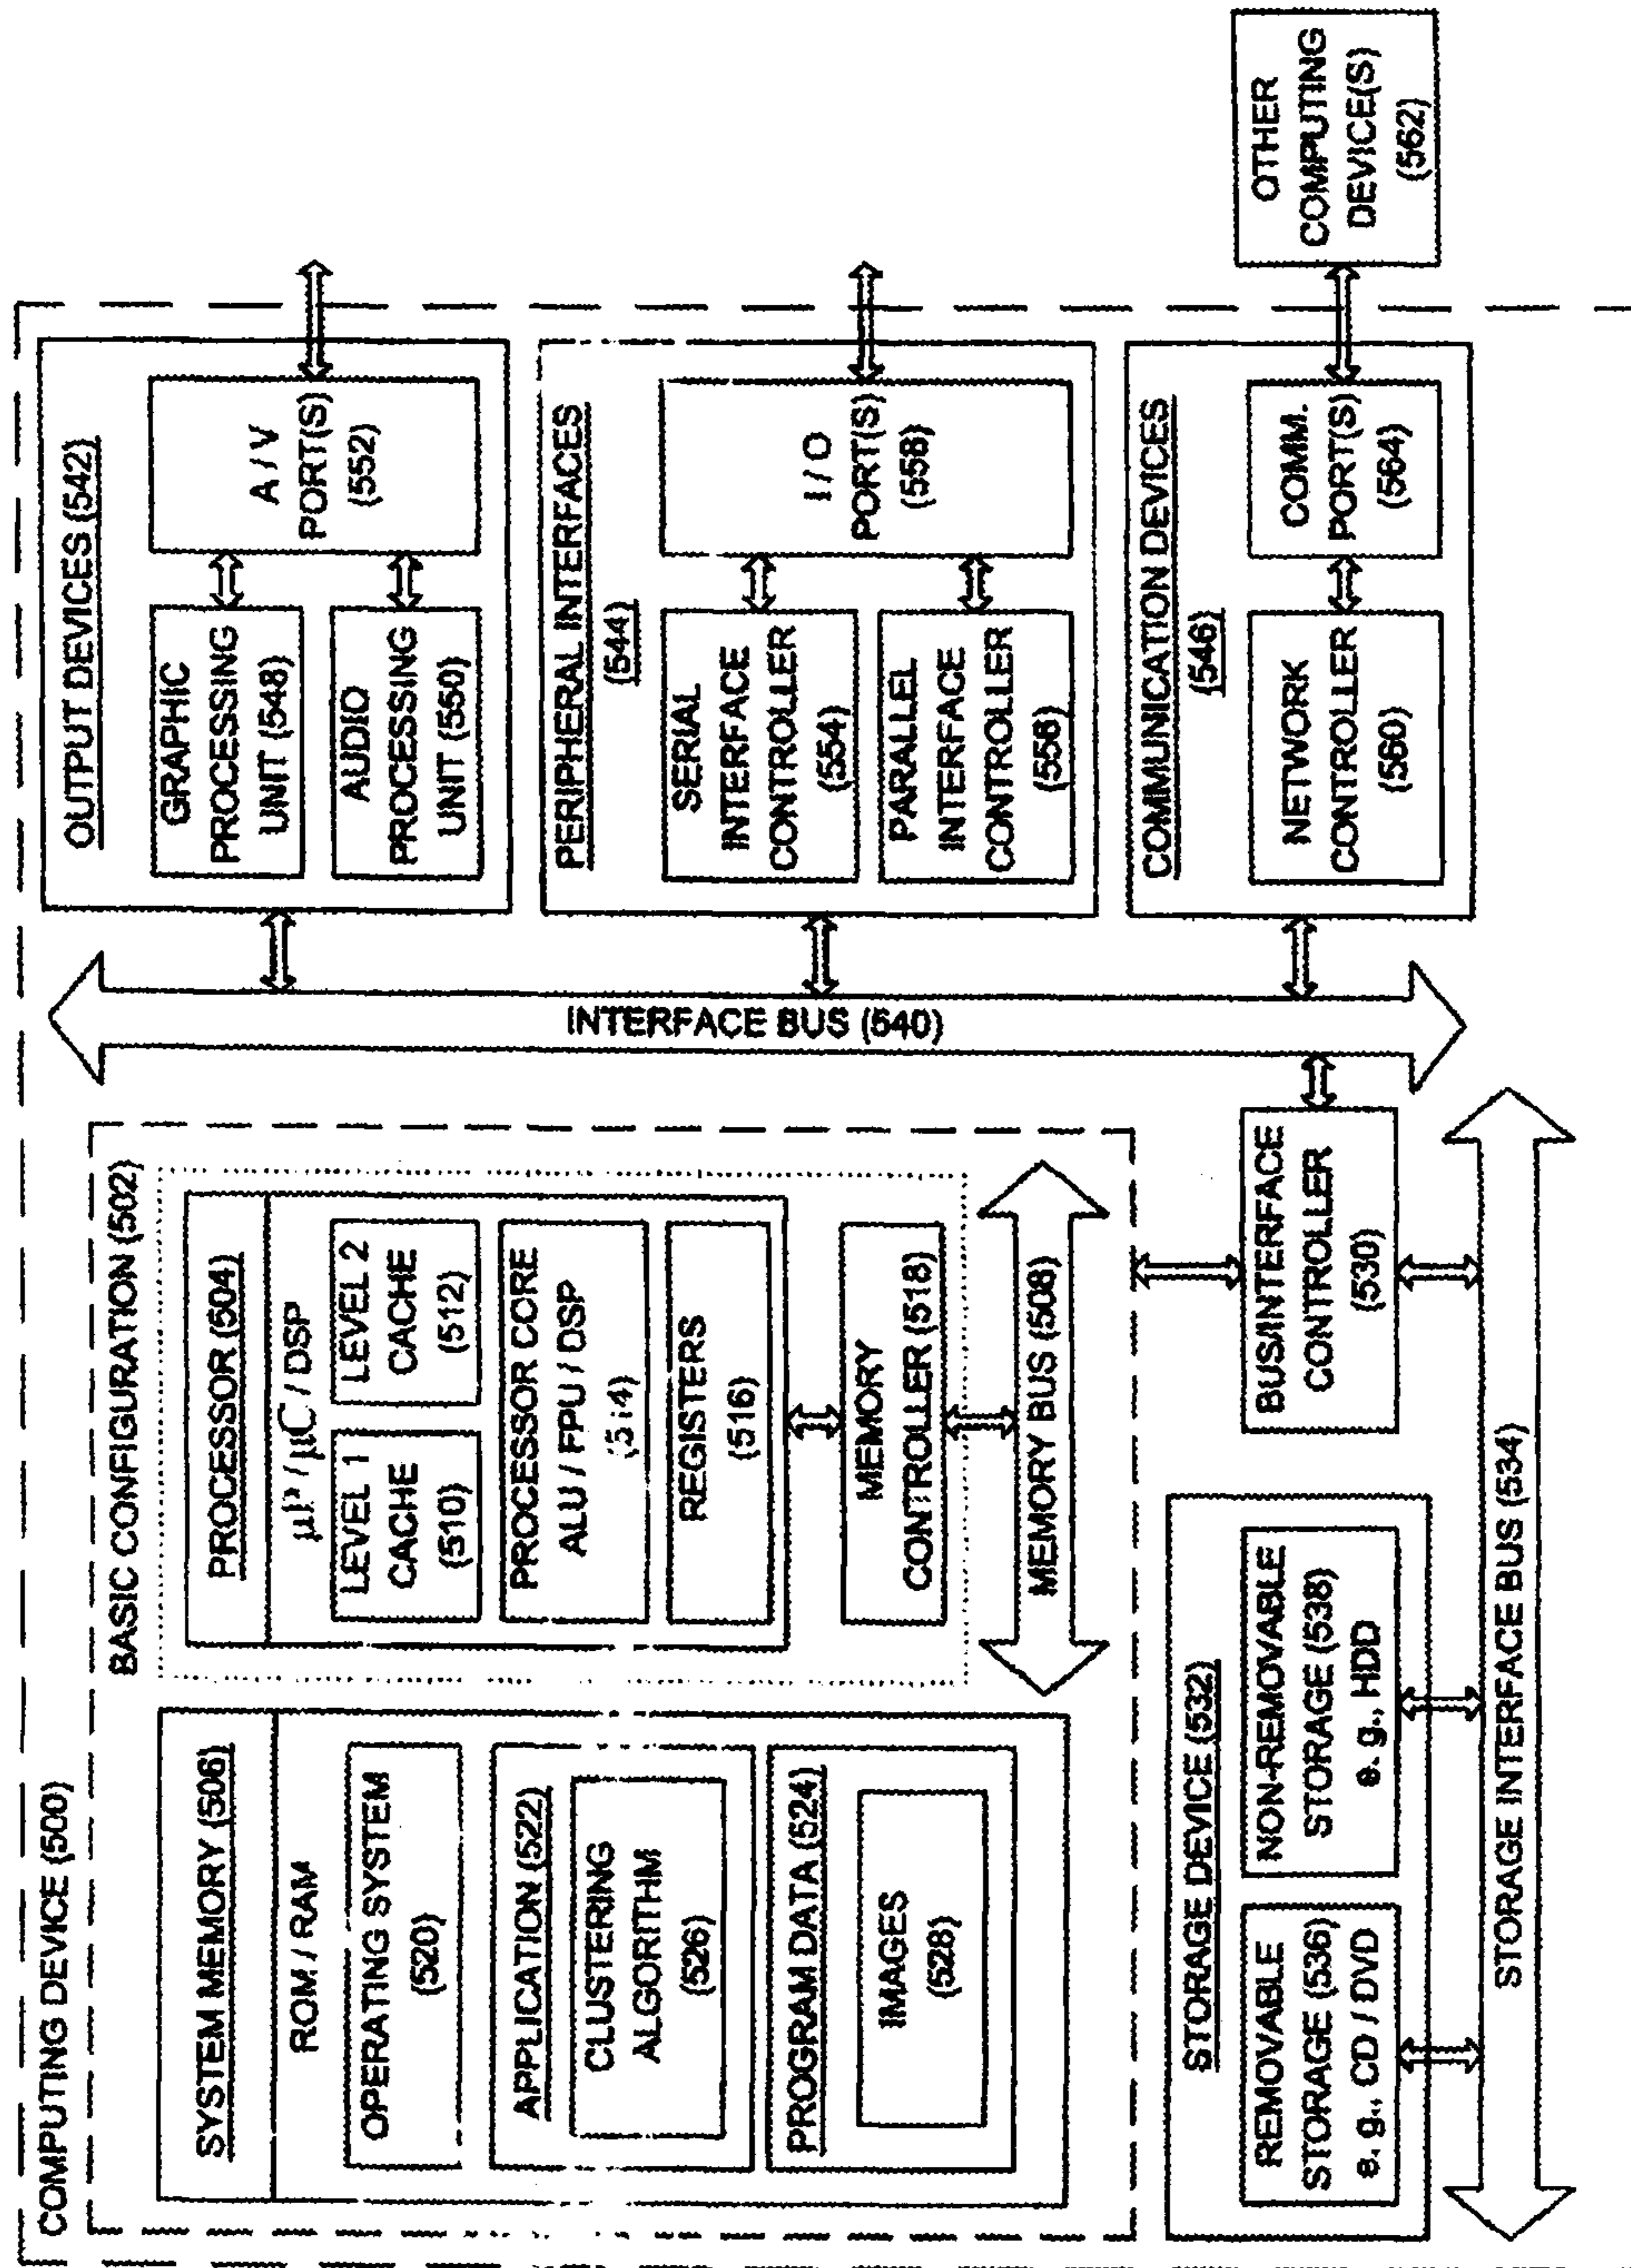 COMPUTING DEVICE (500)
BASIC CONFIGURATION (502)
SYSTEM MEMORY (506)
ROM / RAM
OPERATING SYSTEM
(520)
APPLICATION (522)
CLUSTERING
ALGORITHM
(526)
PROGRAM DATA (524)
IMAGES
(528)
PROCESSOR (504)
µP / µC / DSP
LEVEL 1
CACHE
(510)
LEVEL 2
CACHE
(512)
PROCESSOR CORE
ALU / FPU / DSP
(514)
REGISTERS
(516)
MEMORY
CONTROLLER (518)
MEMORY BUS (508)
STORAGE DEVICE (532)
REMOVABLE
STORAGE (536)
e. g., CD / DVD
NON-REMOVABLE
STORAGE (538)
e. g., HDD
BUS/INTERFACE
CONTROLLER
(530)
STORAGE INTERFACE BUS (534)
INTERFACE BUS (540)
OUTPUT DEVICES (542)
GRAPHIC
PROCESSING
UNIT (548)
AUDIO
PROCESSING
UNIT (550)
A / V
PORT(S)
(552)
PERIPHERAL INTERFACES
(544)
SERIAL
INTERFACE
CONTROLLER
(554)
PARALLEL
INTERFACE
CONTROLLER
(556)
I / O
PORT(S)
(558)
COMMUNICATION DEVICES
(546)
NETWORK
CONTROLLER
(560)
COMM.
PORT(S)
(564)
OTHER
COMPUTING
DEVICE(S)
(562)